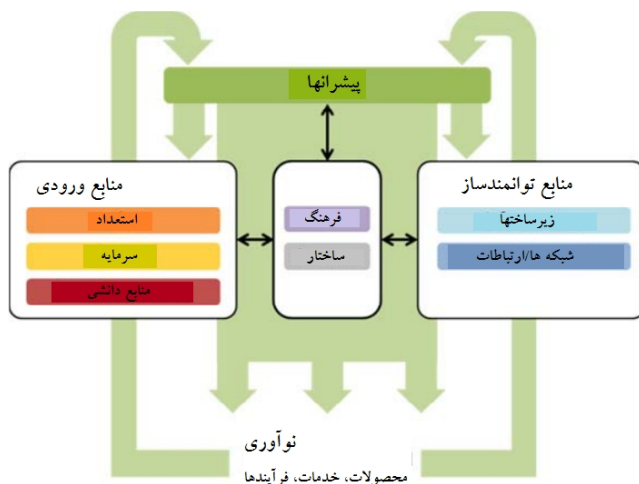 پیشرانها
منابع توانمندساز
زیرساختها
شبکه ها/ارتباطات
فرهنگ
ساختار
منابع ورودی
استعداد
سرمایه
منابع دانشی
نوآوری
محصولات، خدمات، فرآیندها